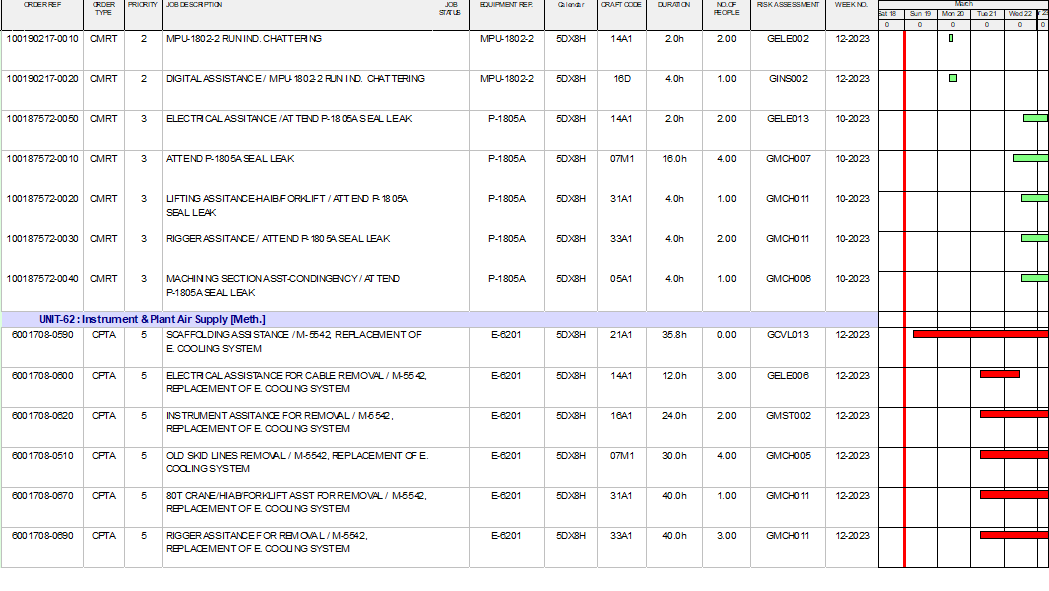 ORDER REF ORDER TYPE PRIORITY JOB DESCRIPTION JOB STATUS EQUIPMENT REF. Calendar CRAFT CODE DURATION NO.OF PEOPLE RISK ASSESSMENT WEEK NO. March
Sat 18 Sun 19 Mon 20 Tue 21 Wed 22
0 0 0 0 0 0
100190217-0010 CMRT 2 MPU-1802-2 RUN IND. CHATTERING MPU-1802-2 5DX8H 14A1 2.0h 2.00 GELE002 12-2023
100190217-0020 CMRT 2 DIGITAL ASSISTANCE / MPU-1802-2 RUN IND. CHATTERING MPU-1802-2 5DX8H 16D 4.0h 1.00 GINS002 12-2023
100187572-0050 CMRT 3 ELECTRICAL ASSITANCE /ATTEND P-1805A SEAL LEAK P-1805A 5DX8H 14A1 2.0h 2.00 GELE013 10-2023
100187572-0010 CMRT 3 ATTEND P-1805A SEAL LEAK P-1805A 5DX8H 07M1 16.0h 4.00 GMCH007 10-2023
100187572-0020 CMRT 3 LIFTING ASSITANCE-HAIB/FORKLIFT / ATTEND P-1805A P-1805A 5DX8H 31A1 4.0h 1.00 GMCH011 10-2023
SEAL LEAK
100187572-0030 CMRT 3 RIGGER ASSITANCE / ATTEND P-1805A SEAL LEAK P-1805A 5DX8H 33A1 4.0h 2.00 GMCH011 10-2023
100187572-0040 CMRT 3 MACHINING SECTION ASST-CONTINGENCY / ATTEND P-1805A 5DX8H 05A1 4.0h 1.00 GMCH006 10-2023
P-1805A SEAL LEAK
UNIT-62 : Instrument & Plant Air Supply [Meth.]
6001708-0590 CPTA 5 SCAFFOLDING ASSISTANCE / M-5542, REPLACEMENT OF E-6201 5DX8H 21A1 35.8h 0.00 GCVL013 12-2023
E. COOLING SYSTEM
6001708-0600 CPTA 5 ELECTRICAL ASSISTANCE FOR CABLE REMOVAL / M-5542, E-6201 5DX8H 14A1 12.0h 3.00 GELE006 12-2023
REPLACEMENT OF E. COOLING SYSTEM
6001708-0620 CPTA 5 INSTRUMENT ASSITANCE FOR REMOVAL / M-5542, E-6201 5DX8H 16A1 24.0h 2.00 GMST002 12-2023
REPLACEMENT OF E. COOLING SYSTEM
6001708-0510 CPTA 5 OLD SKID LINES REMOVAL / M-5542, REPLACEMENT OF E. E-6201 5DX8H 07M1 30.0h 4.00 GMCH005 12-2023
COOLING SYSTEM
6001708-0670 CPTA 5 80T CRANE/HIAB/FORKLIFT ASST FOR REMOVAL / M-5542, E-6201 5DX8H 31A1 40.0h 1.00 GMCH011 12-2023
REPLACEMENT OF E. COOLING SYSTEM
6001708-0690 CPTA 5 RIGGER ASSITANCE FOR REMOVAL / M-5542, E-6201 5DX8H 33A1 40.0h 3.00 GMCH011 12-2023
REPLACEMENT OF E. COOLING SYSTEM